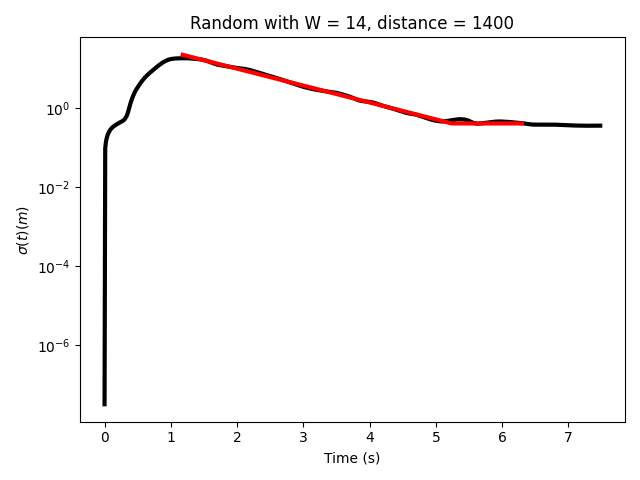 Random with W = 14, distance = 1400
10⁰
10⁻²
10⁻⁴
10⁻⁶
σ(t)(m)
0 1 2 3 4 5 6 7
Time (s)